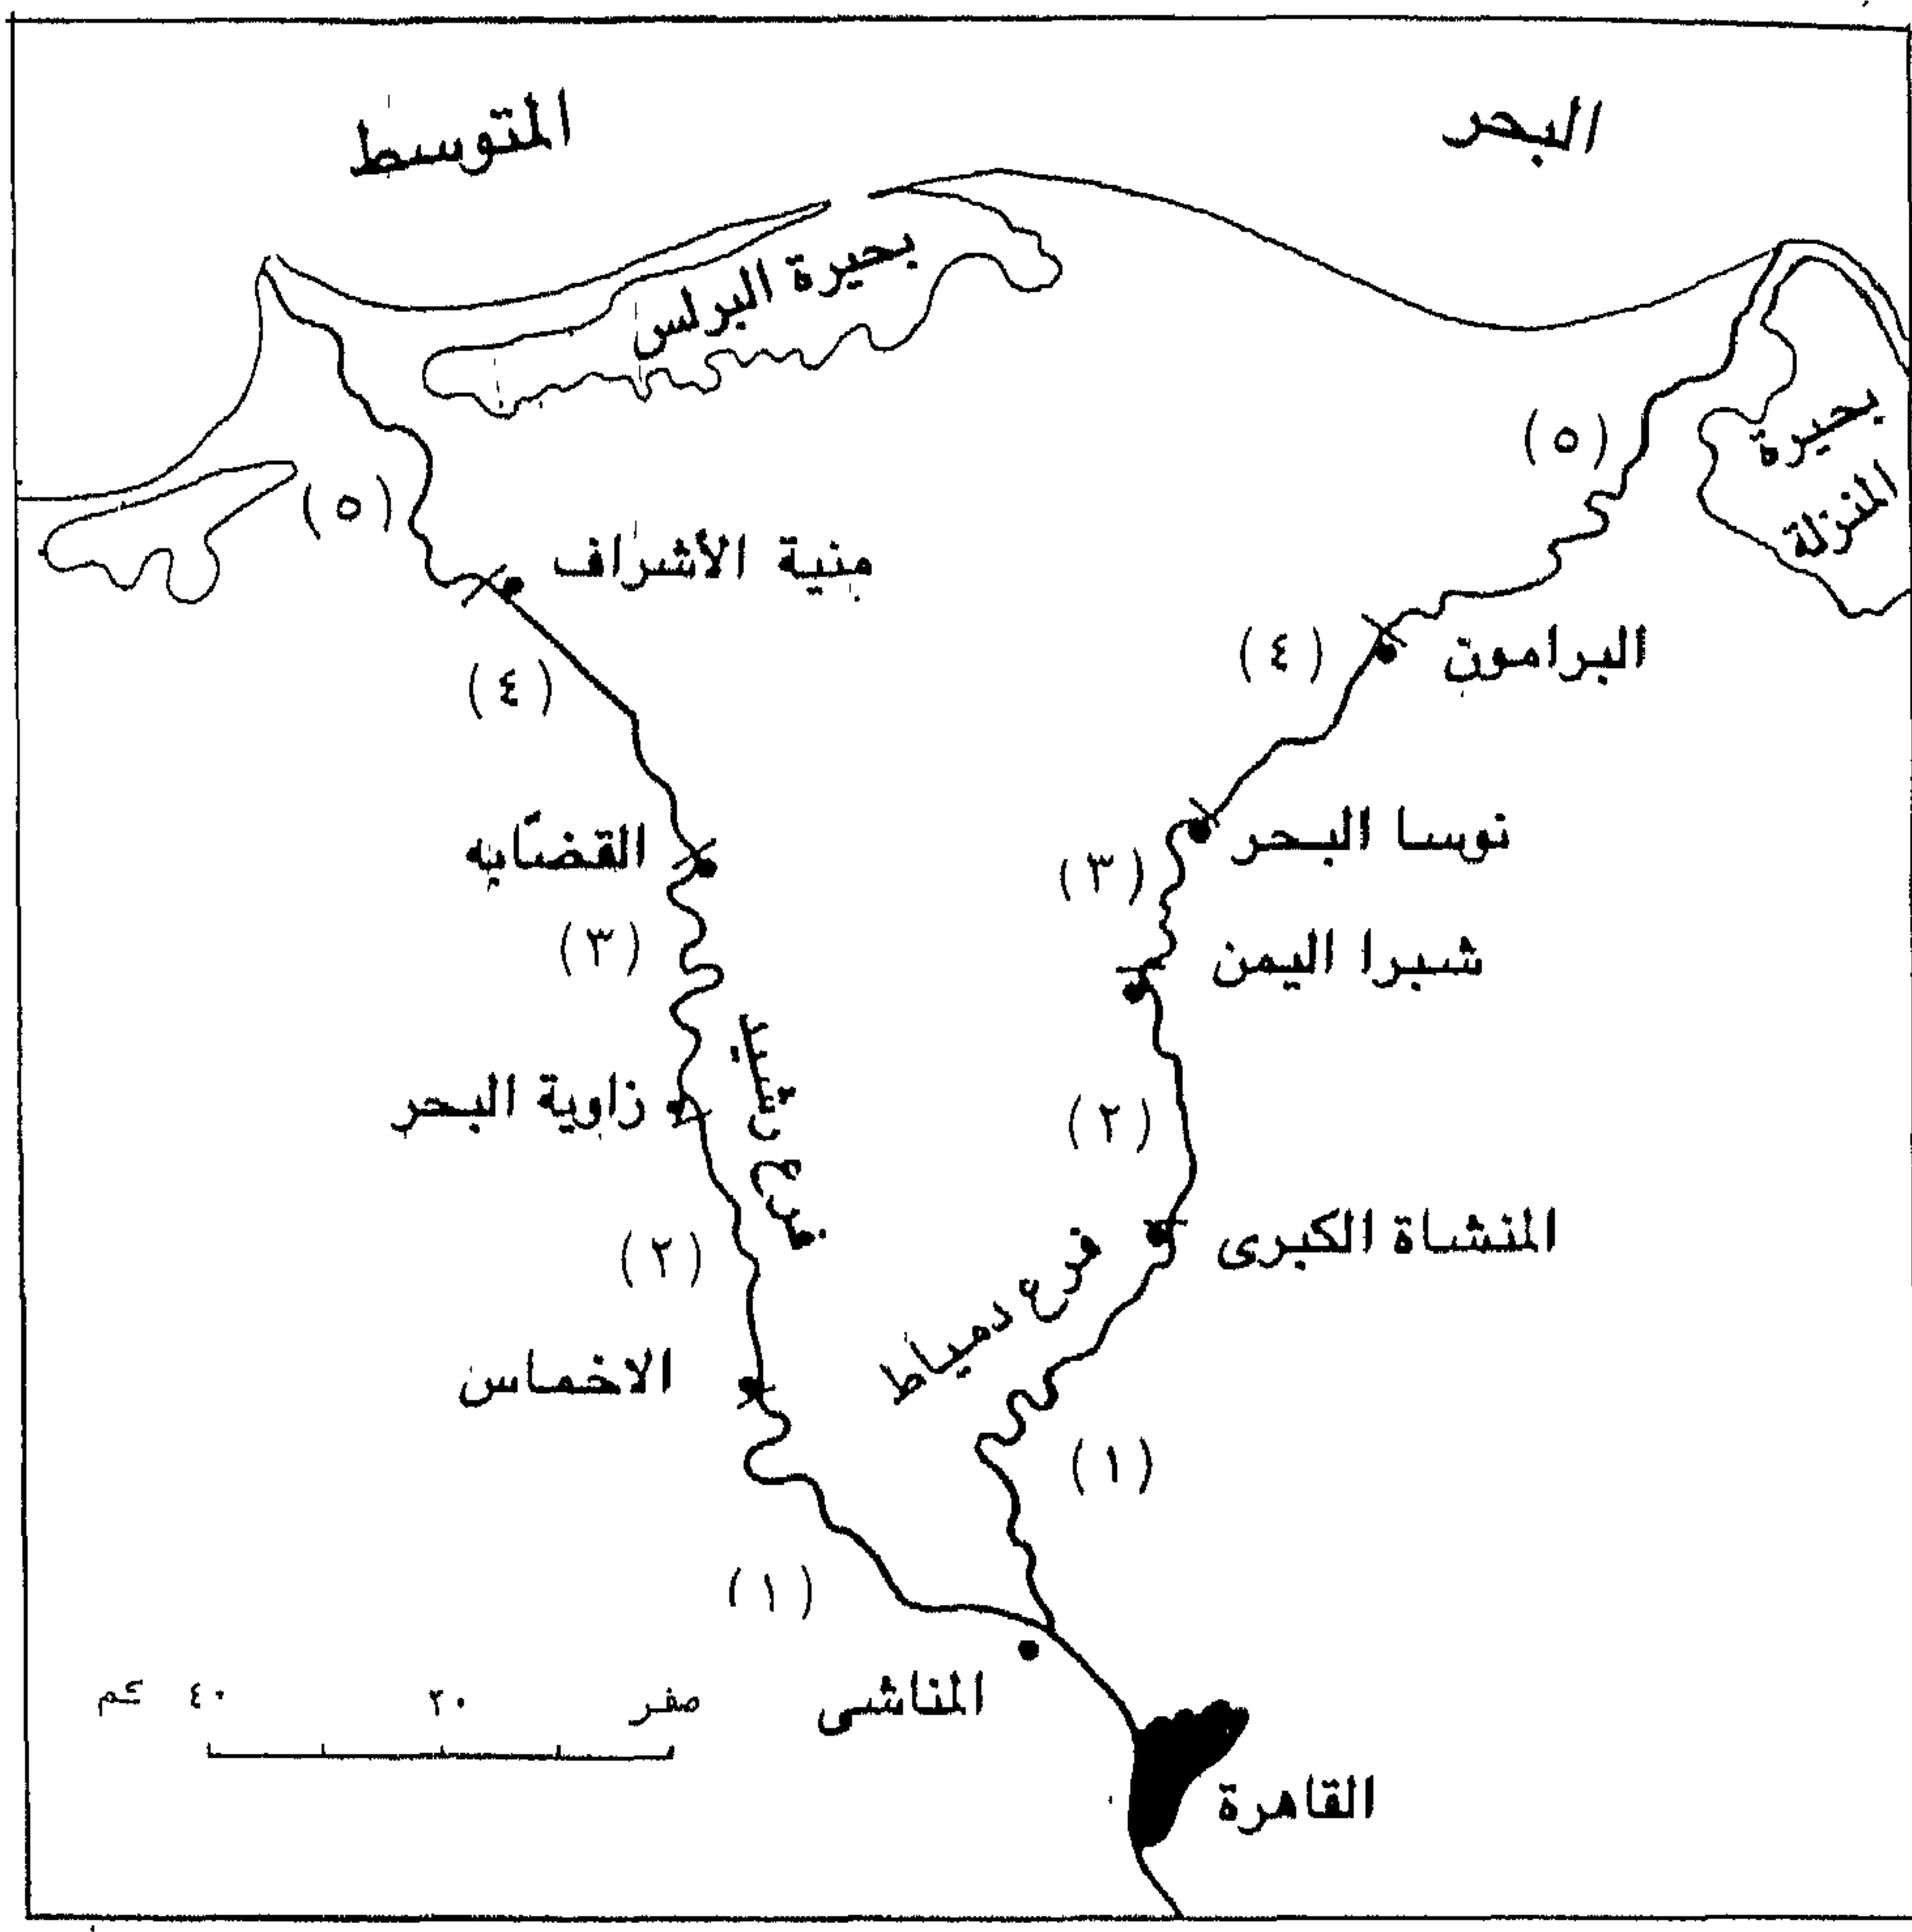 البحر
المتوسط
بحيرة البرلس
بحيرة
المنزلة
(٥)
(٥)
منية الأشراف
البرامون
(٤)
(٤)
نوسا البحر
القضّابه
(٣)
(٣)
شبرا اليمن
فرع رشيد
زاوية البحر
(٢)
(٢)
المنشاة الكبرى
فرع دمياط
الاخماس
(١)
(١)
المناشى
صفر ٢٠ ٤٠ كم
القاهرة